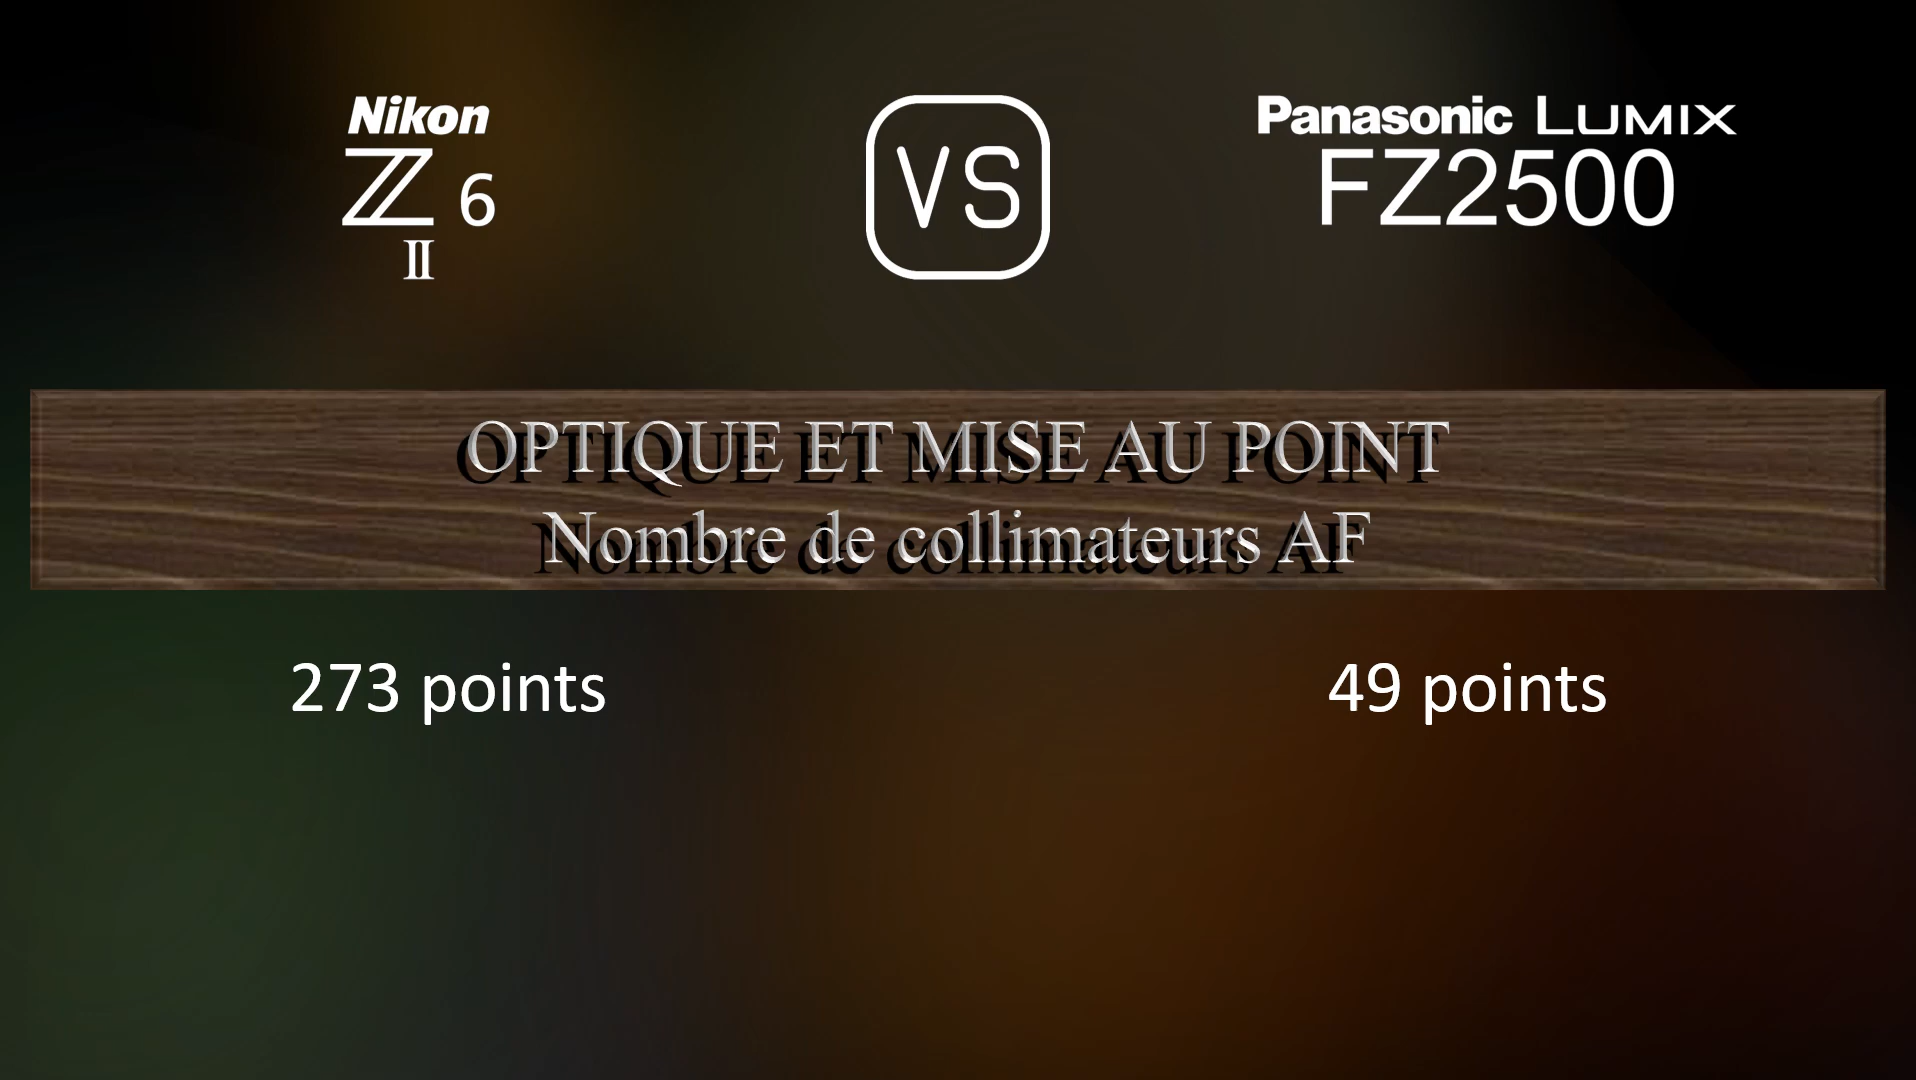 Nikon
Z 6
II
VS
Panasonic LUMIX
FZ2500
OPTIQUE ET MISE AU POINT
Nombre de collimateurs AF
273 points
49 points